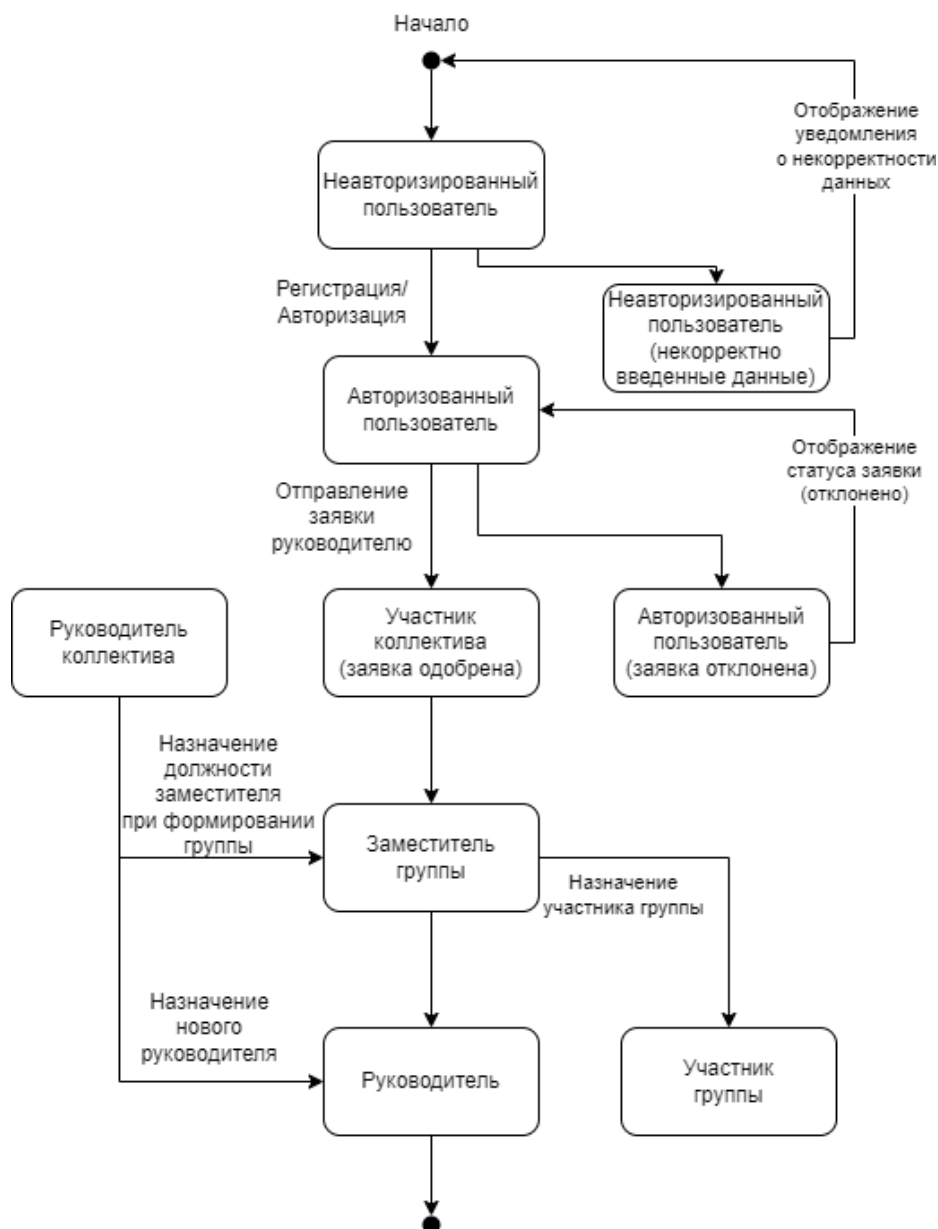 Начало
Отображение
уведомления
о некорректности
данных
Неавторизированный
пользователь
Регистрация/
Авторизация
Неавторизированный
пользователь
(некорректно
введенные данные)
Авторизованный
пользователь
Отображение
статуса заявки
(отклонено)
Отправление
заявки
руководителю
Руководитель
коллектива
Участник
коллектива
(заявка одобрена)
Авторизованный
пользователь
(заявка отклонена)
Назначение
должности
заместителя
при формировании
группы
Заместитель
группы
Назначение
участника группы
Назначение
нового
руководителя
Руководитель
Участник
группы